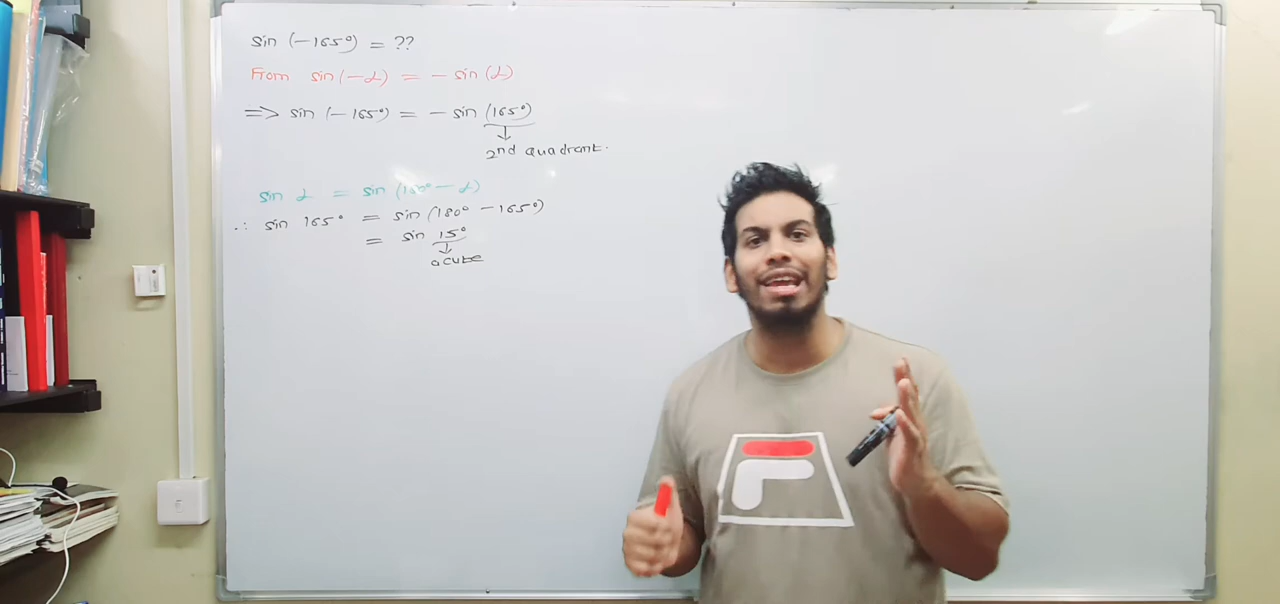 sin (-165°) = ??
From sin(-α) = - sin(α)
=> sin (-165°) = - sin (165°)
2nd quadrant.
sin α = sin(180° - α)
∴ sin 165° = sin(180° - 165°)
= sin 15°
acute